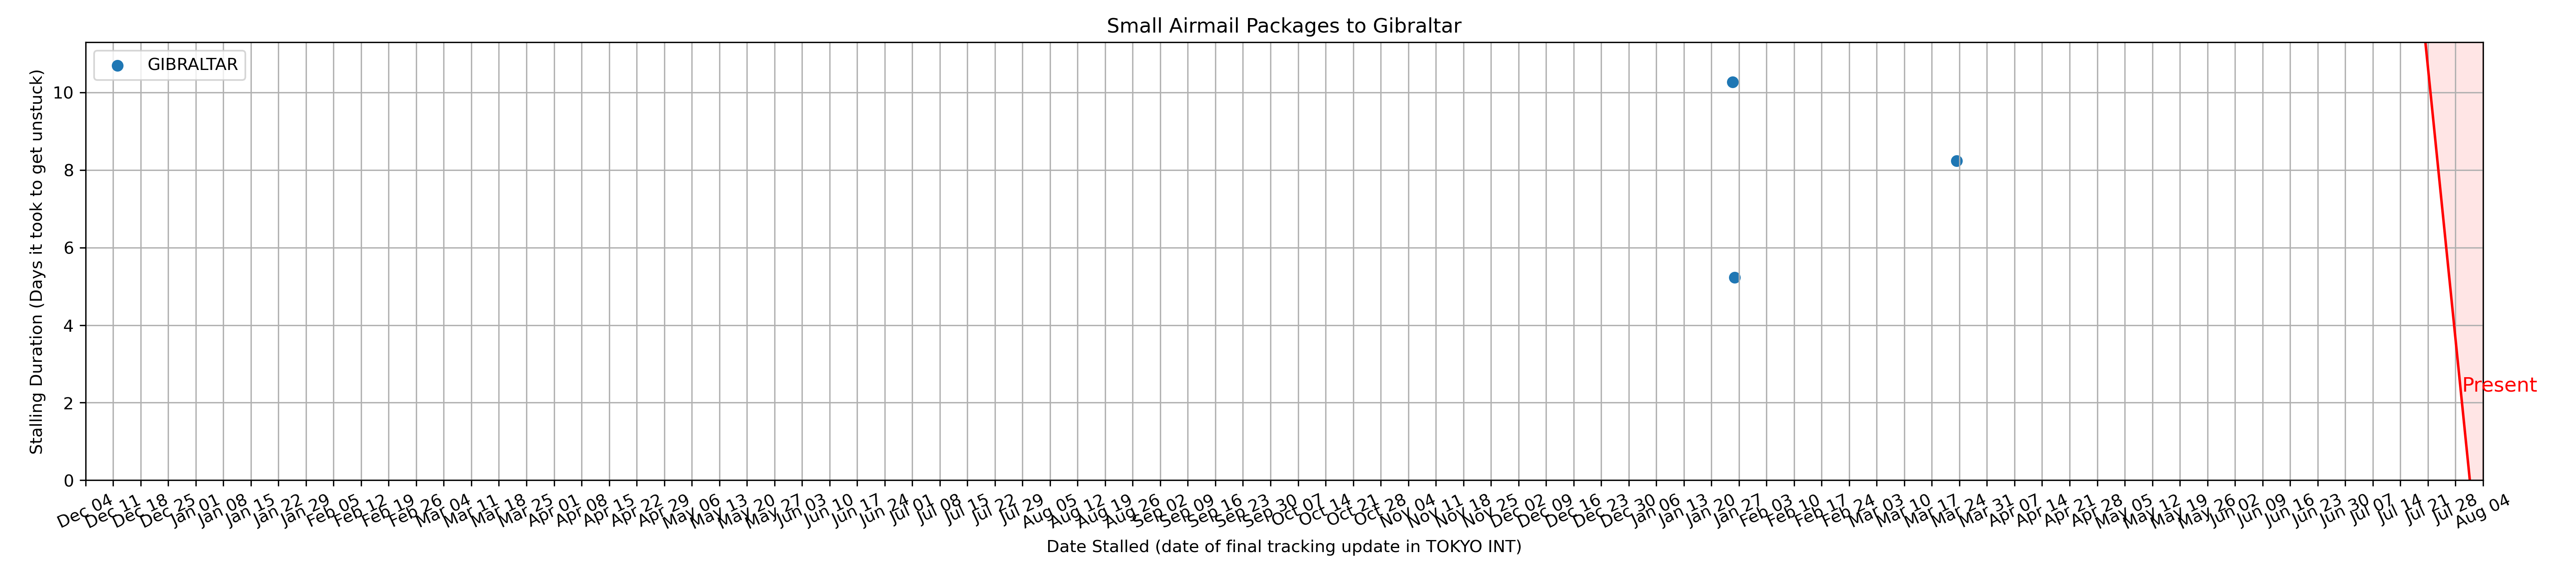 Small Airmail Packages to Gibraltar
GIBRALTAR
Stalling Duration (Days it took to get unstuck)
10
8
6
4
2
0
Present
Dec 04 Dec 11 Dec 18 Dec 25 Jan 01 Jan 08 Jan 15 Jan 22 Jan 29 Feb 05 Feb 12 Feb 19 Feb 26 Mar 04 Mar 11 Mar 18 Mar 25 Apr 01 Apr 08 Apr 15 Apr 22 Apr 29 May 06 May 13 May 20 May 27 Jun 03 Jun 10 Jun 17 Jun 24 Jul 01 Jul 08 Jul 15 Jul 22 Jul 29 Aug 05 Aug 12 Aug 19 Aug 26 Sep 02 Sep 09 Sep 16 Sep 23 Sep 30 Oct 07 Oct 14 Oct 21 Oct 28 Nov 04 Nov 11 Nov 18 Nov 25 Dec 02 Dec 09 Dec 16 Dec 23 Dec 30 Jan 06 Jan 13 Jan 20 Jan 27 Feb 03 Feb 10 Feb 17 Feb 24 Mar 03 Mar 10 Mar 17 Mar 24 Mar 31 Apr 07 Apr 14 Apr 21 Apr 28 May 05 May 12 May 19 May 26 Jun 02 Jun 09 Jun 16 Jun 23 Jun 30 Jul 07 Jul 14 Jul 21 Jul 28 Aug 04
Date Stalled (date of final tracking update in TOKYO INT)